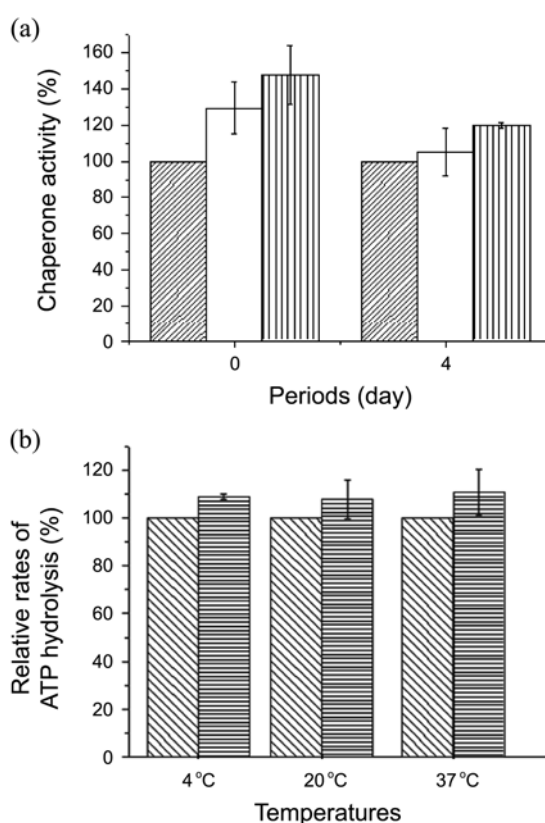 (a)
Chaperone activity (%)
160
140
120
100
80
60
40
20
0
0
4
Periods (day)
(b)
Relative rates of
ATP hydrolysis (%)
120
100
80
60
40
20
0
4 °C
20 °C
37 °C
Temperatures